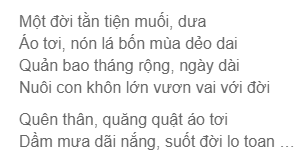 Một đời tằn tiện muối, dưa
Áo tơi, nón lá bốn mùa dẻo dai
Quản bao tháng rộng, ngày dài
Nuôi con khôn lớn vươn vai với đời
Quên thân, quăng quật áo tơi
Dầm mưa dãi nắng, suốt đời lo toan ...